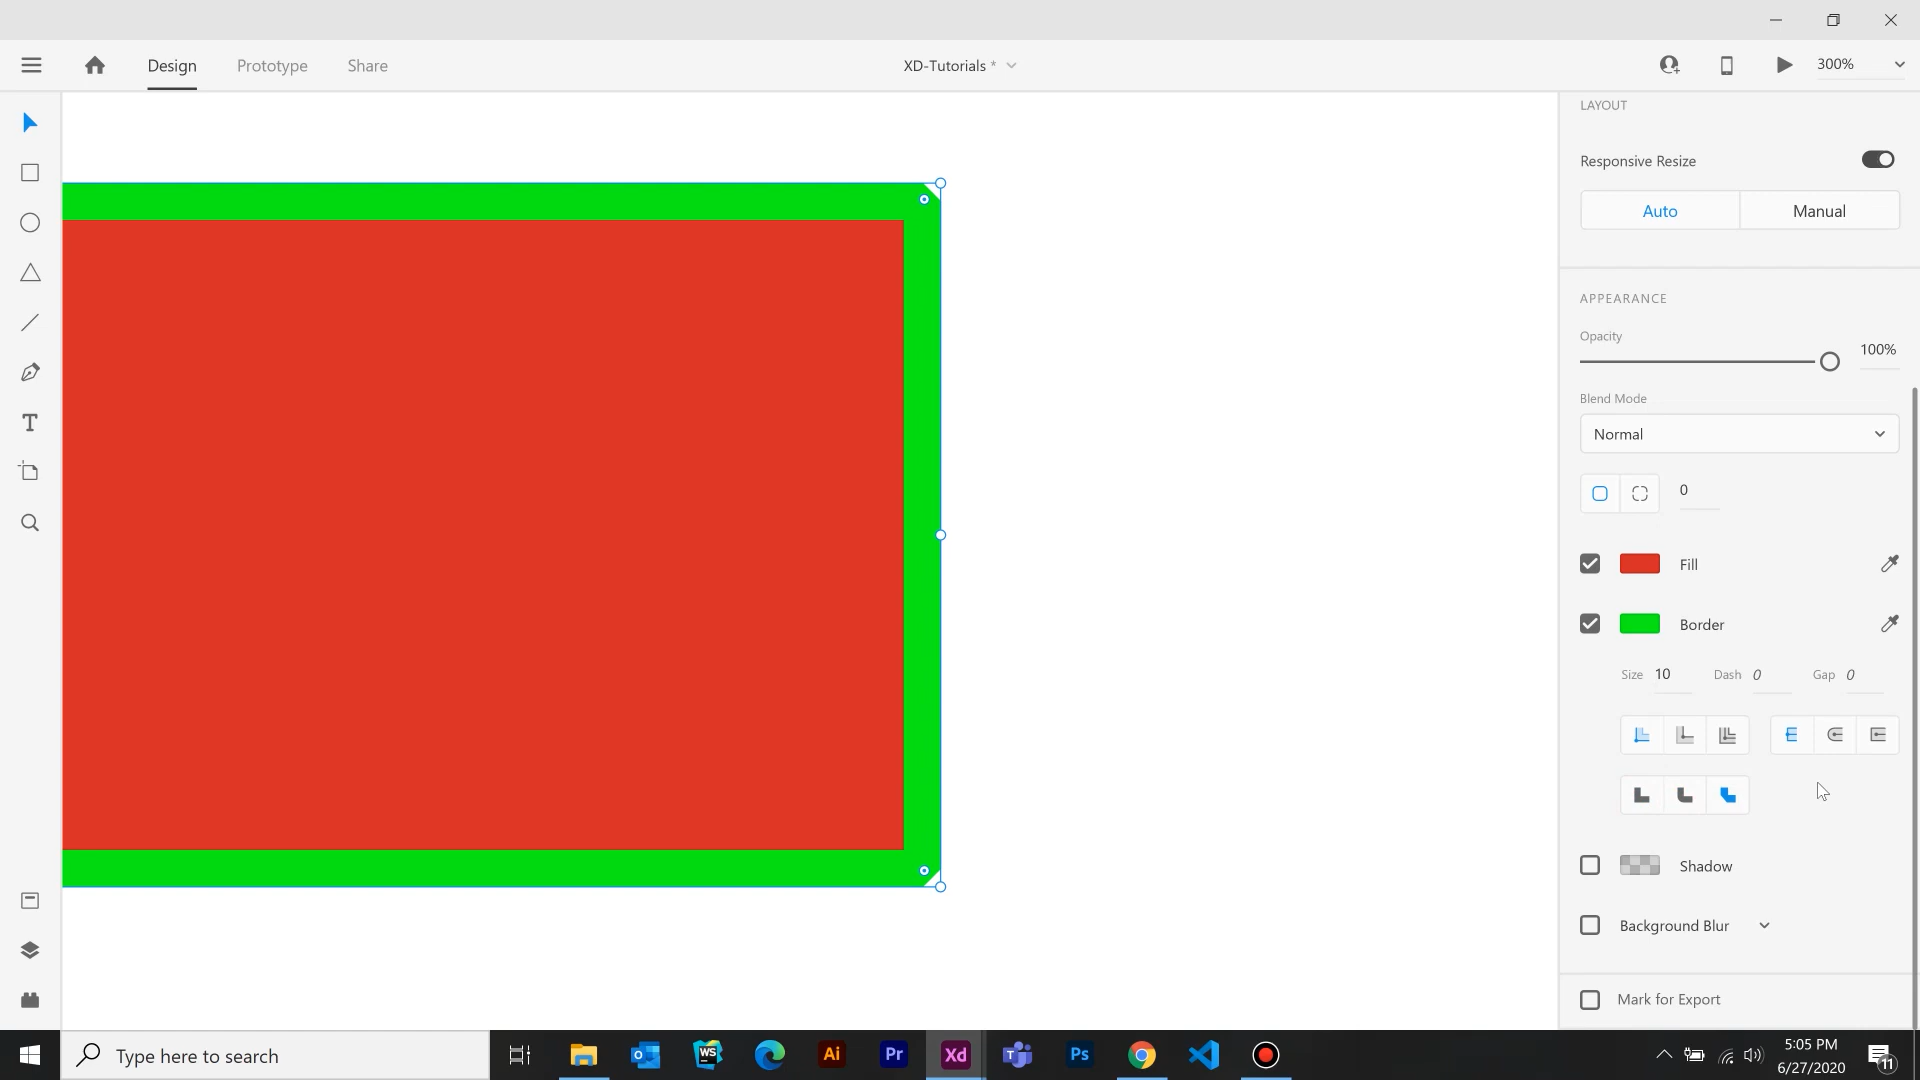 Design Prototype Share XD-Tutorials * 300%
LAYOUT
Responsive Resize
Auto Manual
APPEARANCE
Opacity
100%
Blend Mode
Normal
0
Fill
Border
Size 10 Dash 0 Gap 0
Shadow
Background Blur
Mark for Export
Type here to search
WS Ai Pr Xd Ps
5:05 PM
6/27/2020
11